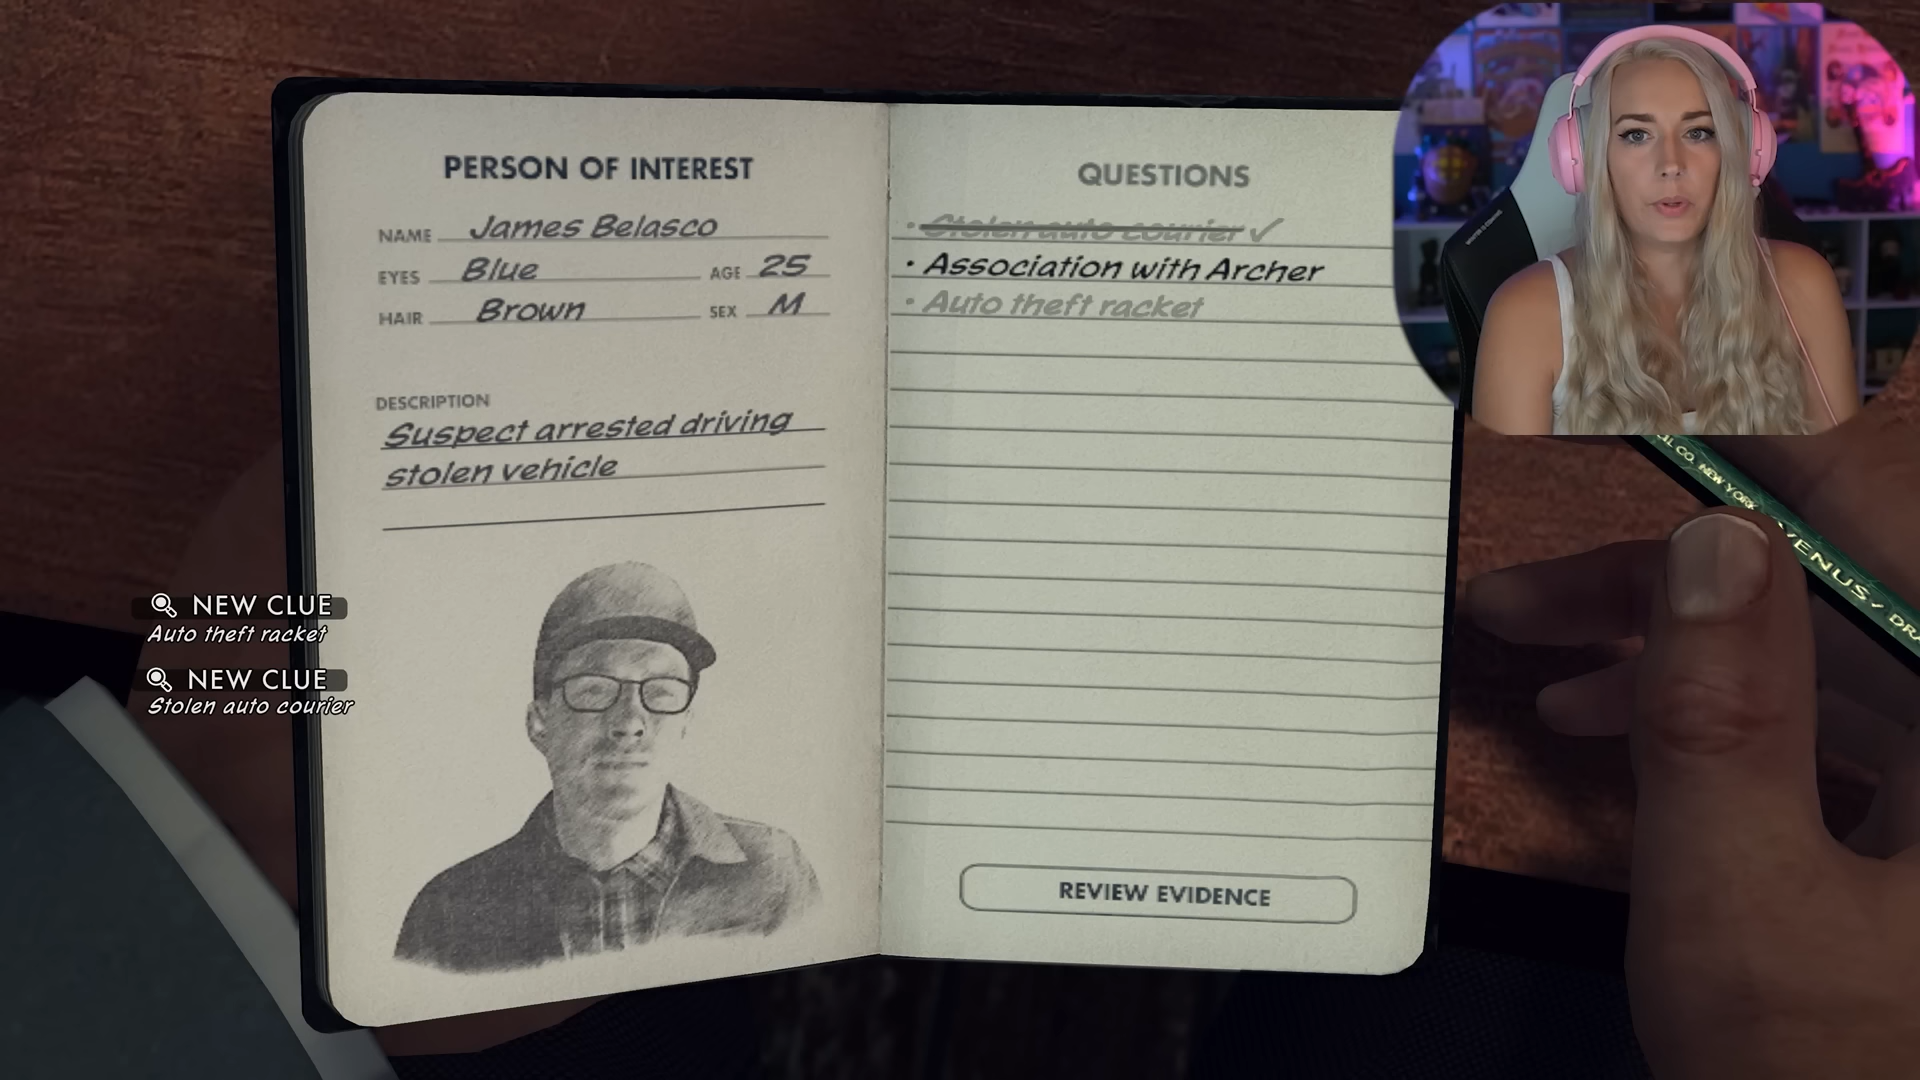 PERSON OF INTEREST
NAME James Belasco
EYES Blue AGE 25
HAIR Brown SEX M
DESCRIPTION
Suspect arrested driving
stolen vehicle
QUESTIONS
• Stolen auto courier ✓
• Association with Archer
• Auto theft racket
REVIEW EVIDENCE
NEW CLUE
Auto theft racket
NEW CLUE
Stolen auto courier
CO. NEW YORK
VENUS